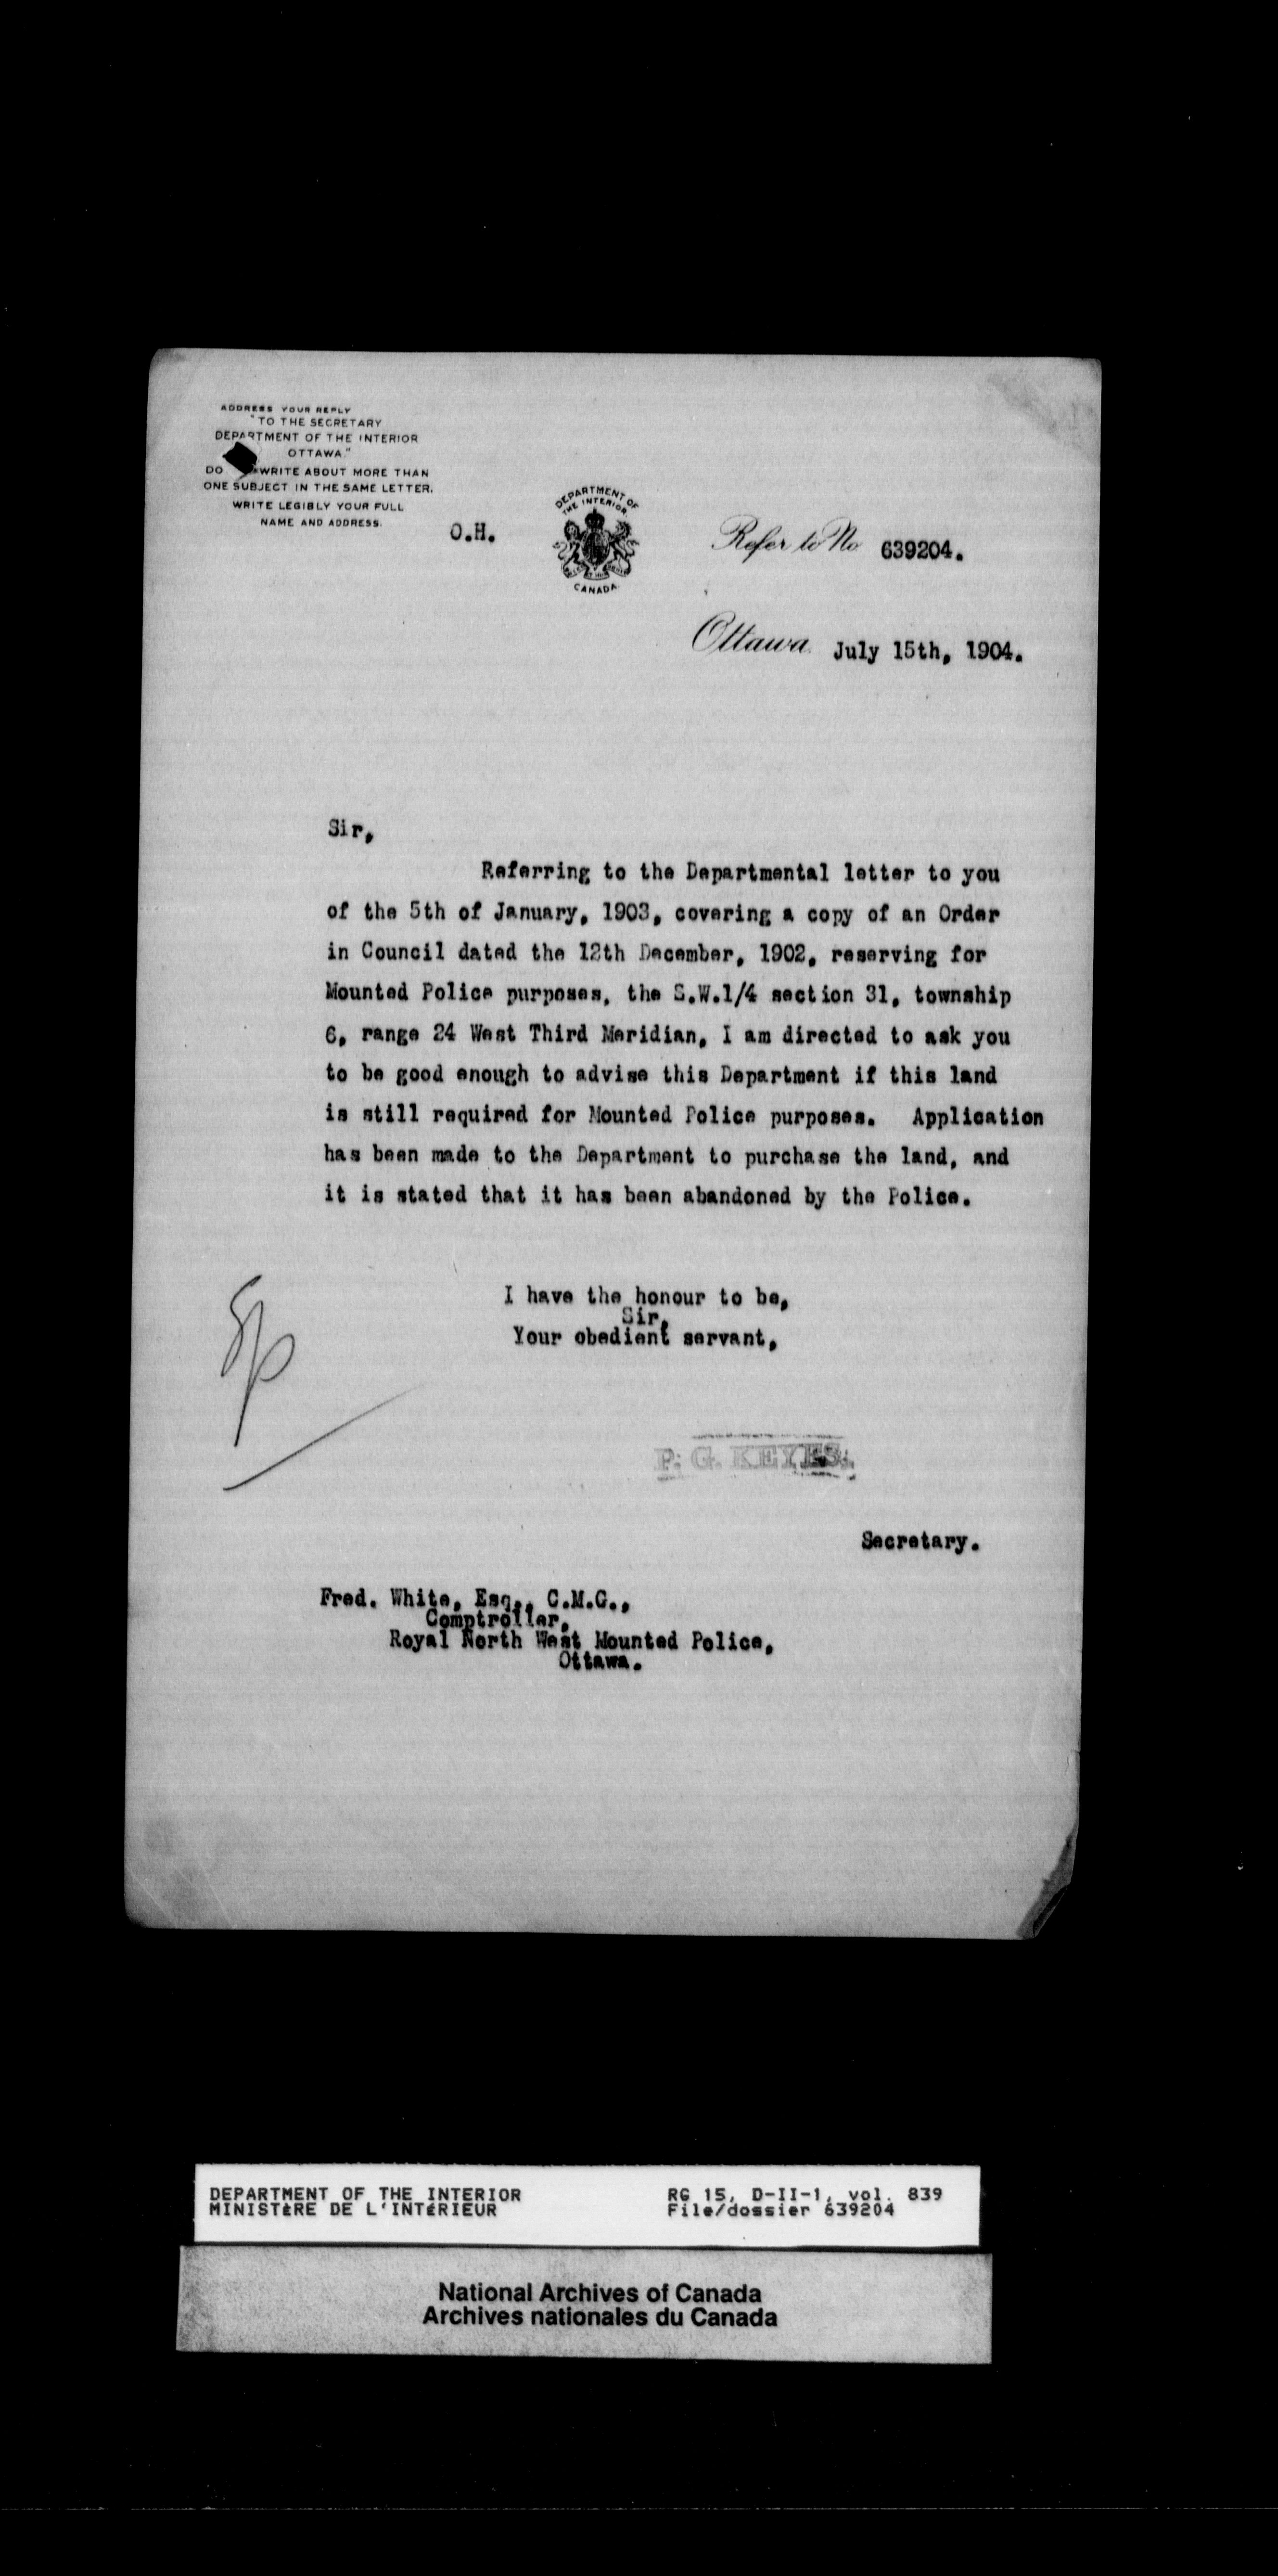 ADDRESS YOUR REPLY
"TO THE SECRETARY
DEPARTMENT OF THE INTERIOR
OTTAWA"
DO WRITE ABOUT MORE THAN
ONE SUBJECT IN THE SAME LETTER.
WRITE LEGIBLY YOUR FULL
NAME AND ADDRESS.
O.H.
DEPARTMENT OF
THE INTERIOR.
CANADA
Refer to No 639204.
Ottawa July 15th, 1904.
Sir,
Referring to the Departmental letter to you
of the 5th of January, 1903, covering a copy of an Order
in Council dated the 12th December, 1902, reserving for
Mounted Police purposes, the S.W.1/4 section 31, township
6, range 24 West Third Meridian, I am directed to ask you
to be good enough to advise this Department if this land
is still required for Mounted Police purposes. Application
has been made to the Department to purchase the land, and
it is stated that it has been abandoned by the Police.
I have the honour to be,
Sir,
Your obedient servant,
P. G. KEYES,
Secretary.
Fred. White, Esq., C.M.G.,
Comptroller,
Royal North West Mounted Police,
Ottawa.
DEPARTMENT OF THE INTERIOR RG 15, D-II-1, vol. 839
MINISTÈRE DE L'INTÉRIEUR File/dossier 639204
National Archives of Canada
Archives nationales du Canada